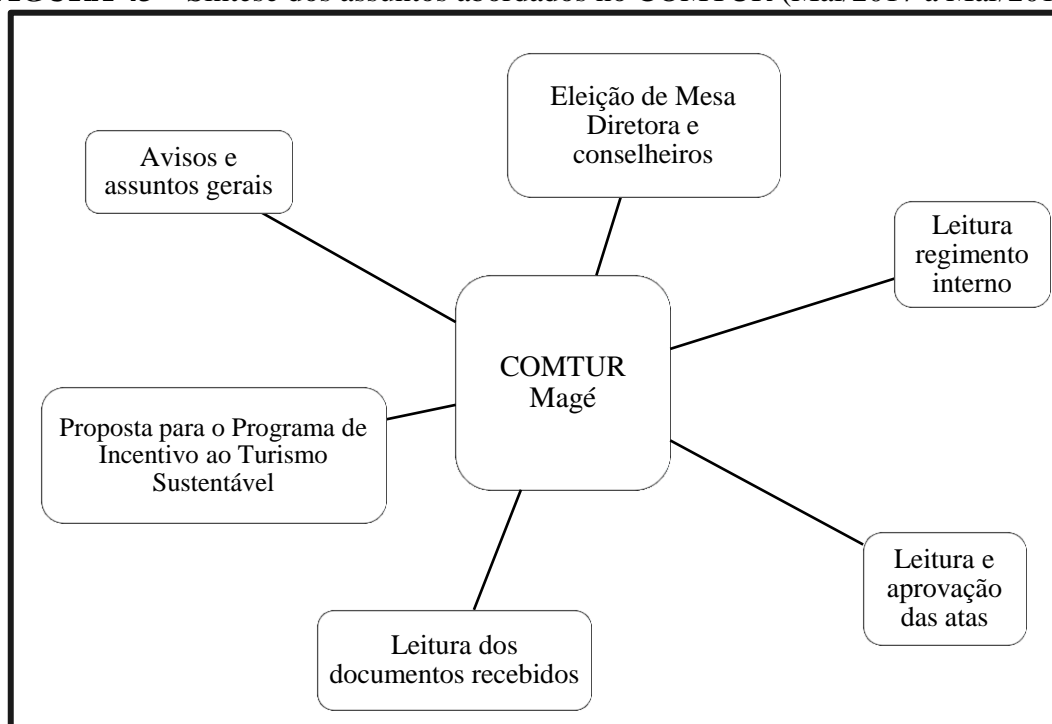 Eleição de Mesa
Diretora e
conselheiros
Avisos e
assuntos gerais
Leitura
regimento
interno
COMTUR
Magé
Proposta para o Programa de
Incentivo ao Turismo
Sustentável
Leitura e
aprovação
das atas
Leitura dos
documentos recebidos